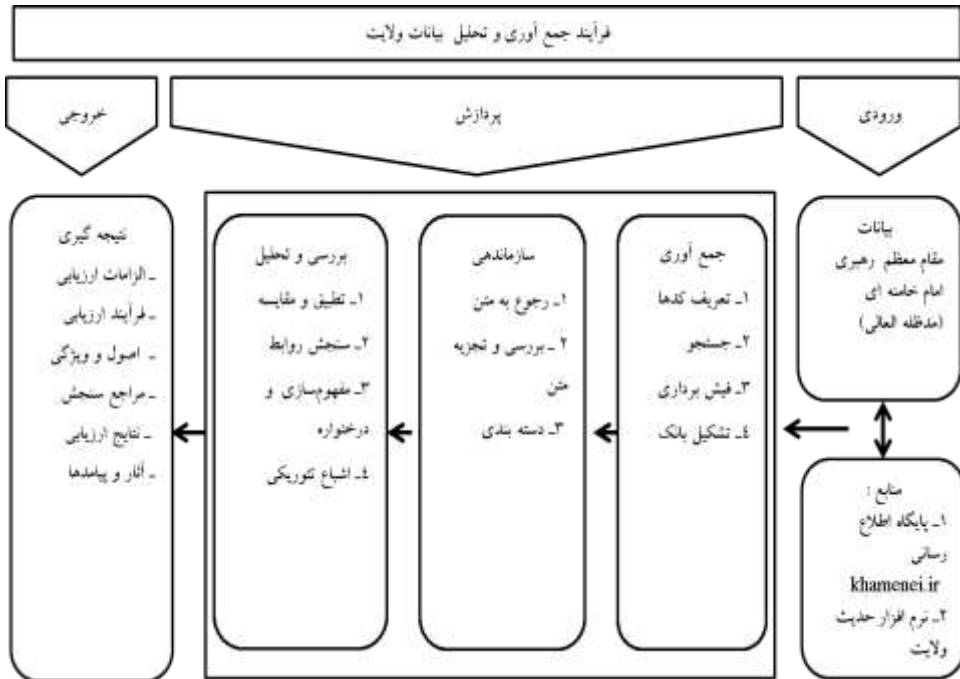 فرآیند جمع آوری و تحلیل بیانات ولایت
ورودی
پردازش
خروجی
بیانات
مقام معظم رهبری
امام خامنه ای
(مدظله العالی)
منابع :
۱ـ پایگاه اطلاع
رسانی
khamenei.ir
۲ـ نرم افزار حدیث
ولایت
جمع آوری
۱ـ تعریف کدها
۲ـ جستجو
۳ـ فیش برداری
٤ـ تشکیل بانک
سازماندهی
۱ـ رجوع به متن
۲ ـ بررسی و تجزیه
متن
۳ـ دسته بندی
بررسی و تحلیل
۱ـ تطبیق و مقایسه
۲ـ سنجش روابط
۳ـ مفهوم‌سازی و
درختواره
٤ـ اشباع تئوریکی
نتیجه گیری
ـ الزامات ارزیابی
ـ فرآیند ارزیابی
ـ اصول و ویژگی
ـ مراجع سنجش
ـ نتایج ارزیابی
ـ آثار و پیامدها